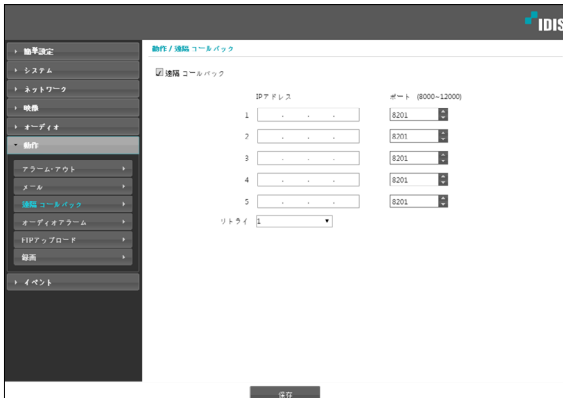 IDIS
簡単設定
システム
ネットワーク
映像
オーディオ
動作
アラーム・アウト
メール
遠隔 コールバック
オーディオアラーム
FTPアップロード
録画
イベント
動作 / 遠隔 コールバック
遠隔 コールバック
IPアドレス ポート (8000~12000)
1 . . . 8201
2 . . . 8201
3 . . . 8201
4 . . . 8201
5 . . . 8201
リトライ 1
保存